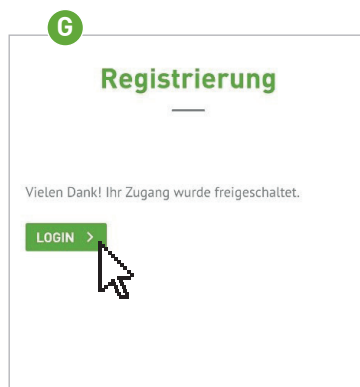 G
Registrierung
Vielen Dank! Ihr Zugang wurde freigeschaltet.
LOGIN >